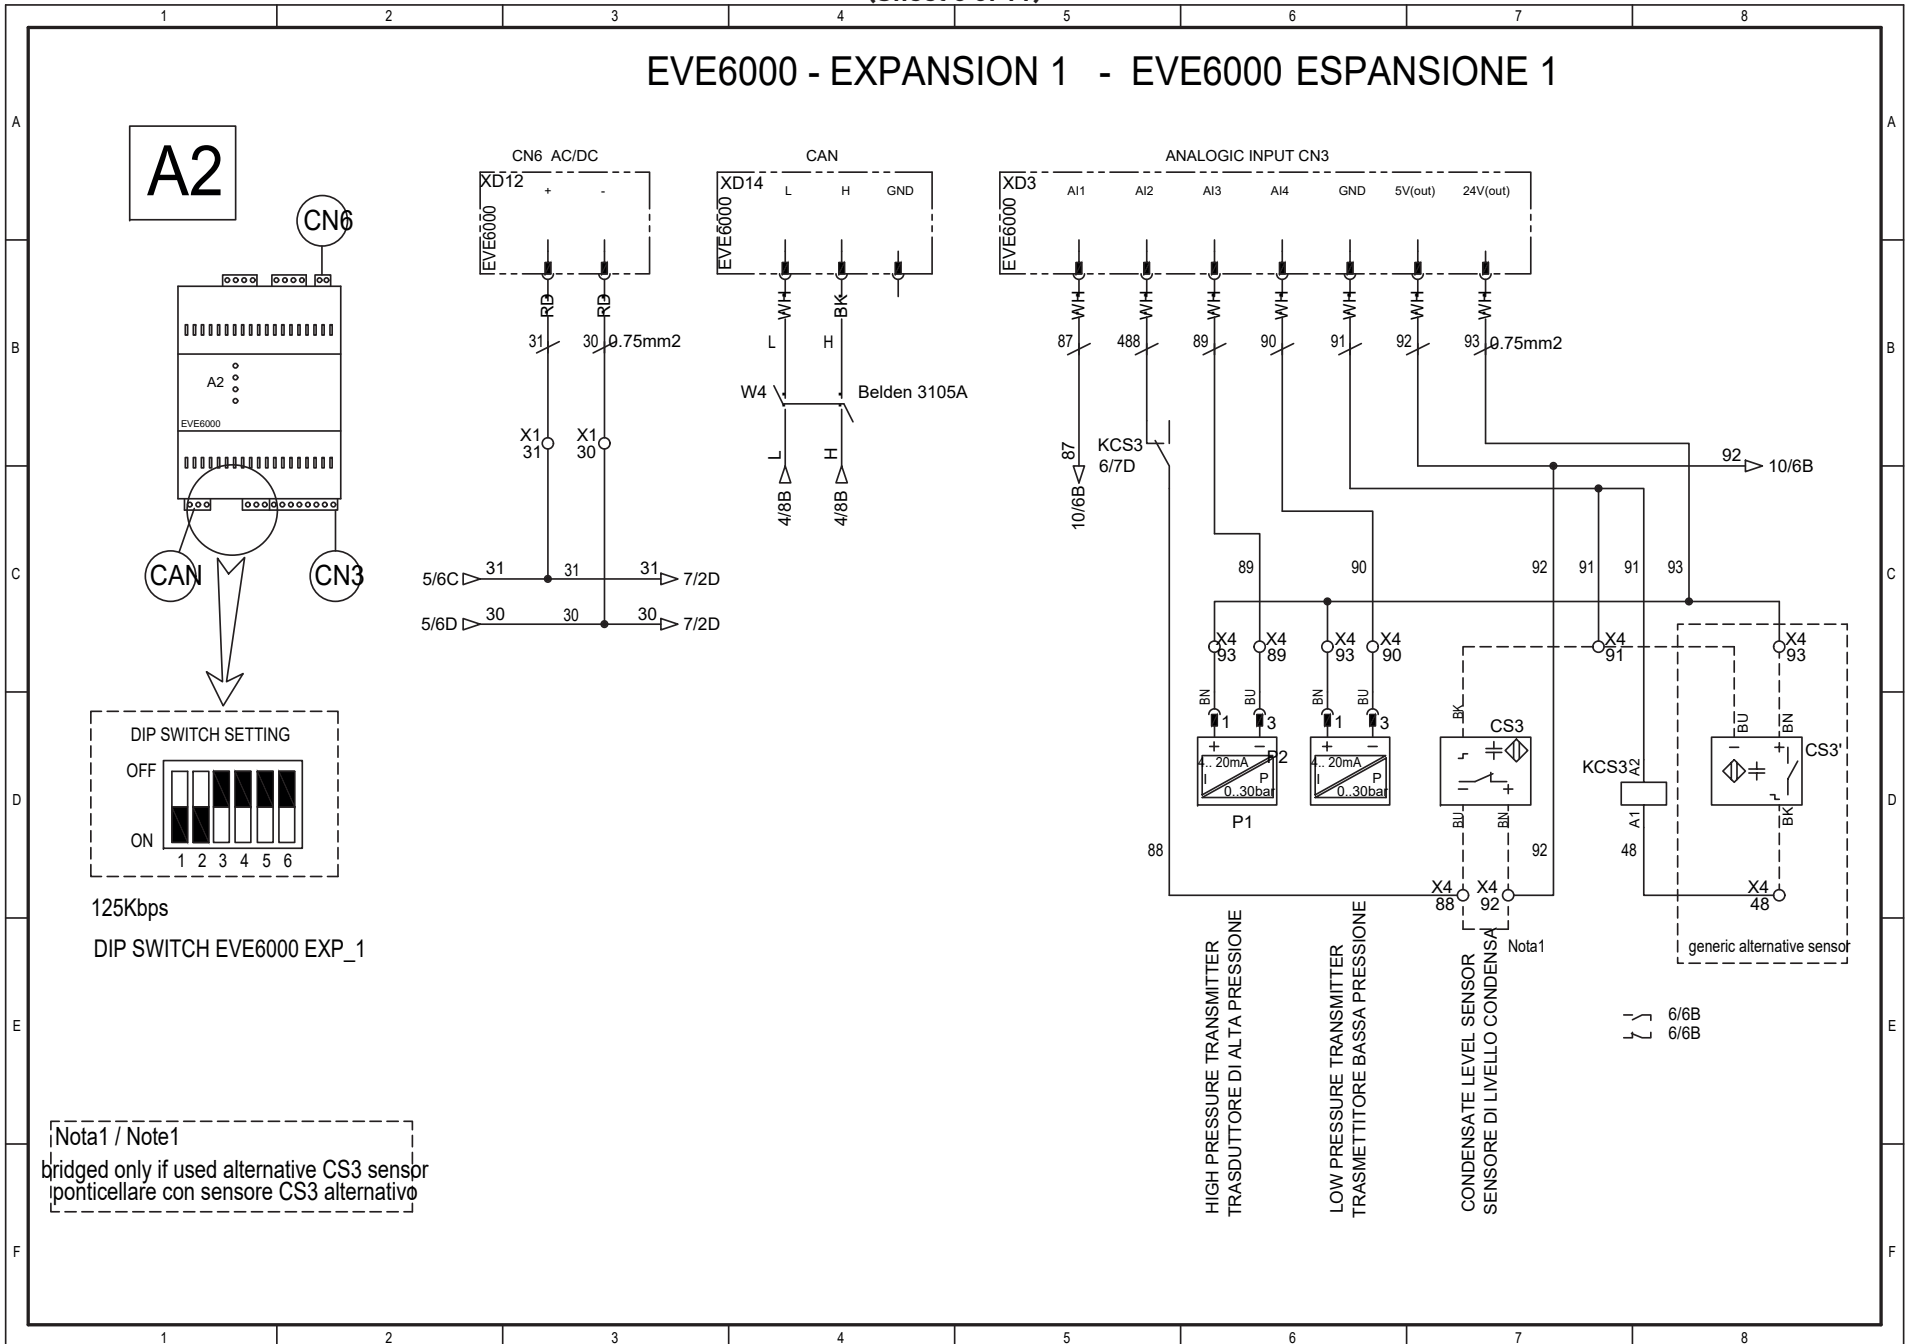 1 2 3 4 5 6 7 8
EVE6000 - EXPANSION 1 - EVE6000 ESPANSIONE 1
A A
B B
C C
D D
E E
F F
A2
CN6
A2
EVE6000
CAN
CN3
DIP SWITCH SETTING
OFF
ON
1 2 3 4 5 6
125Kbps
DIP SWITCH EVE6000 EXP_1
Nota1 / Note1
bridged only if used alternative CS3 sensor
ponticellare con sensore CS3 alternativo
CN6 AC/DC
XD12 + -
EVE6000
RD RD
31 30 0.75mm2
X1 X1
31 30
5/6C 31 31 31 7/2D
5/6D 30 30 30 7/2D
CAN
XD14 L H GND
EVE6000
WH BK
L H
W4 Belden 3105A
L H
4/8B 4/8B
ANALOGIC INPUT CN3
XD3 AI1 AI2 AI3 AI4 GND 5V(out) 24V(out)
EVE6000
WH WH WH WH WH WH WH
87 488 89 90 91 92 93 0.75mm2
87
10/6B
KCS3
6/7D
92 10/6B
89 90 92 91 91 93
X4 X4 X4 X4 X4 X4
93 89 93 90 91 93
BN BU BN BU BK BU BN
1 3 1 3
+ - P2 + -
4.. 20mA 4.. 20mA
I P I P
0..30bar 0..30bar
P1
CS3
- +
BU BN
KCS3 A2
A1
- + CS3'
BK
88 92 48
X4 X4 X4
88 92 48
Nota1
generic alternative sensor
HIGH PRESSURE TRANSMITTER
TRASDUTTORE DI ALTA PRESSIONE
LOW PRESSURE TRANSMITTER
TRASMETTITORE BASSA PRESSIONE
CONDENSATE LEVEL SENSOR
SENSORE DI LIVELLO CONDENSA
6/6B
6/6B
1 2 3 4 5 6 7 8